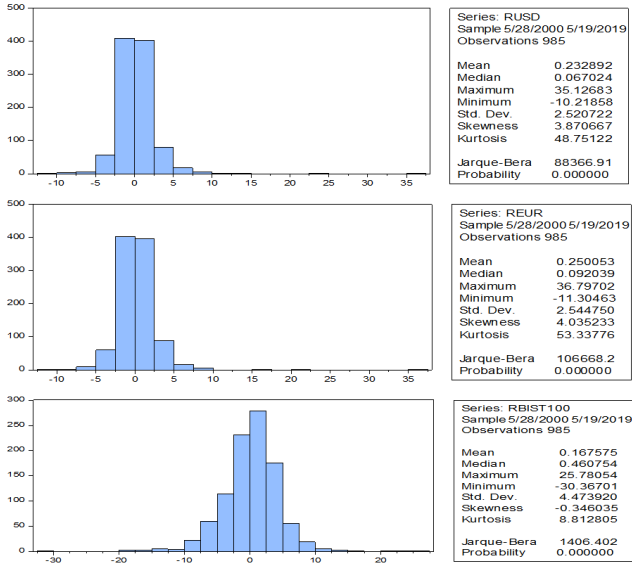 500
400
300
200
100
0
-10 -5 0 5 10 15 20 25 30 35
Series: RUSD
Sample 5/28/2000 5/19/2019
Observations 985
Mean 0.232892
Median 0.067024
Maximum 35.12683
Minimum -10.21858
Std. Dev. 2.520722
Skewness 3.870667
Kurtosis 48.75122
Jarque-Bera 88366.91
Probability 0.000000
500
400
300
200
100
0
-10 -5 0 5 10 15 20 25 30 35
Series: REUR
Sample 5/28/2000 5/19/2019
Observations 985
Mean 0.250053
Median 0.092039
Maximum 36.79702
Minimum -11.30463
Std. Dev. 2.544750
Skewness 4.035233
Kurtosis 53.33776
Jarque-Bera 106668.2
Probability 0.000000
300
250
200
150
100
50
0
-30 -20 -10 0 10 20
Series: RBIST100
Sample 5/28/2000 5/19/2019
Observations 985
Mean 0.167575
Median 0.460754
Maximum 25.78054
Minimum -30.36701
Std. Dev. 4.473920
Skewness -0.346035
Kurtosis 8.812805
Jarque-Bera 1406.402
Probability 0.000000